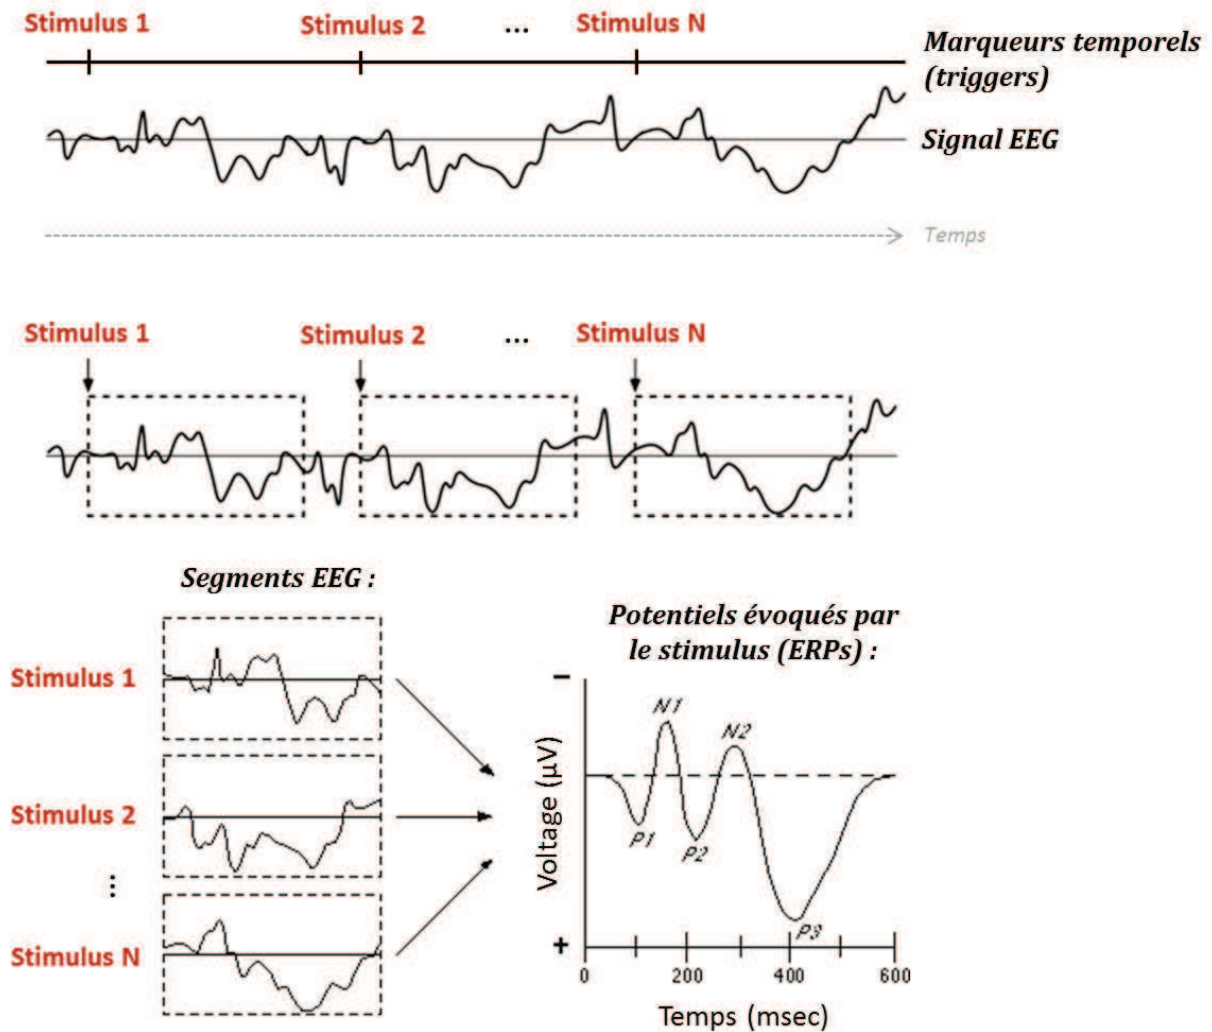 Stimulus 1
Stimulus 2
...
Stimulus N
Marqueurs temporels
(triggers)
Signal EEG
Temps
Stimulus 1
Stimulus 2
...
Stimulus N
Segments EEG :
Stimulus 1
Stimulus 2
...
Stimulus N
Potentiels évoqués par
le stimulus (ERPs) :
Voltage (µV)
−
+
N1
N2
P1
P2
P3
0
200
400
600
Temps (msec)